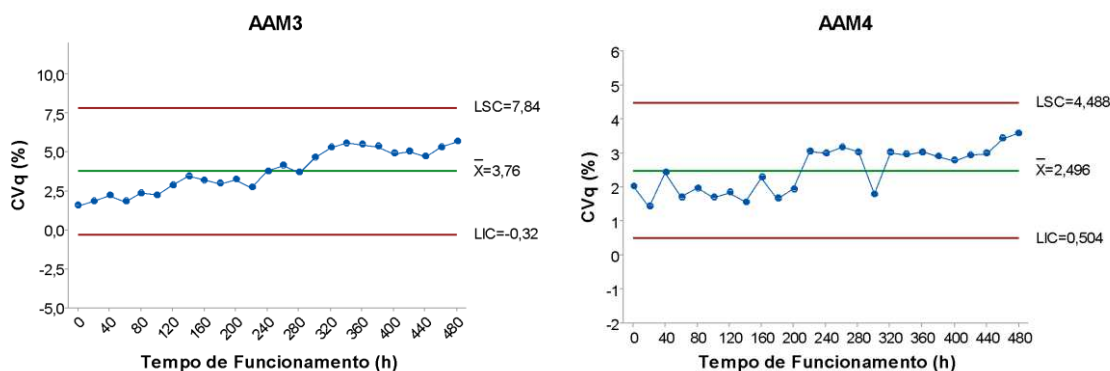 AAM3
10,0
7,5
5,0
2,5
0,0
-2,5
-5,0
CVq (%)
LSC=7,84
X̅=3,76
LIC=-0,32
0 40 80 120 160 200 240 280 320 360 400 440 480
Tempo de Funcionamento (h)
AAM4
6
5
4
3
2
1
0
-1
-2
CVq (%)
LSC=4,488
X̅=2,496
LIC=0,504
0 40 80 120 160 200 240 280 320 360 400 440 480
Tempo de Funcionamento (h)